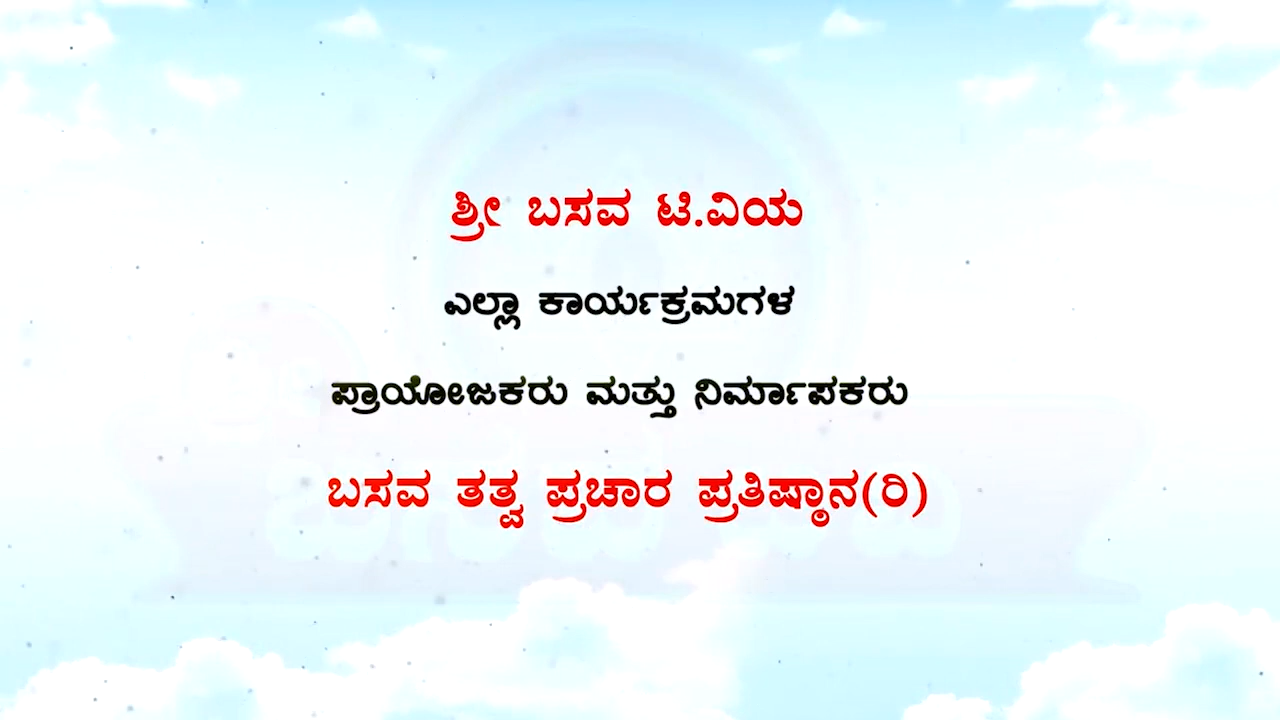 ಶ್ರೀ ಬಸವ ಟಿ.ವಿಯ
ಎಲ್ಲಾ ಕಾರ್ಯಕ್ರಮಗಳ
ಪ್ರಾಯೋಜಕರು ಮತ್ತು ನಿರ್ಮಾಪಕರು
ಬಸವ ತತ್ವ ಪ್ರಚಾರ ಪ್ರತಿಷ್ಠಾನ(ರಿ)